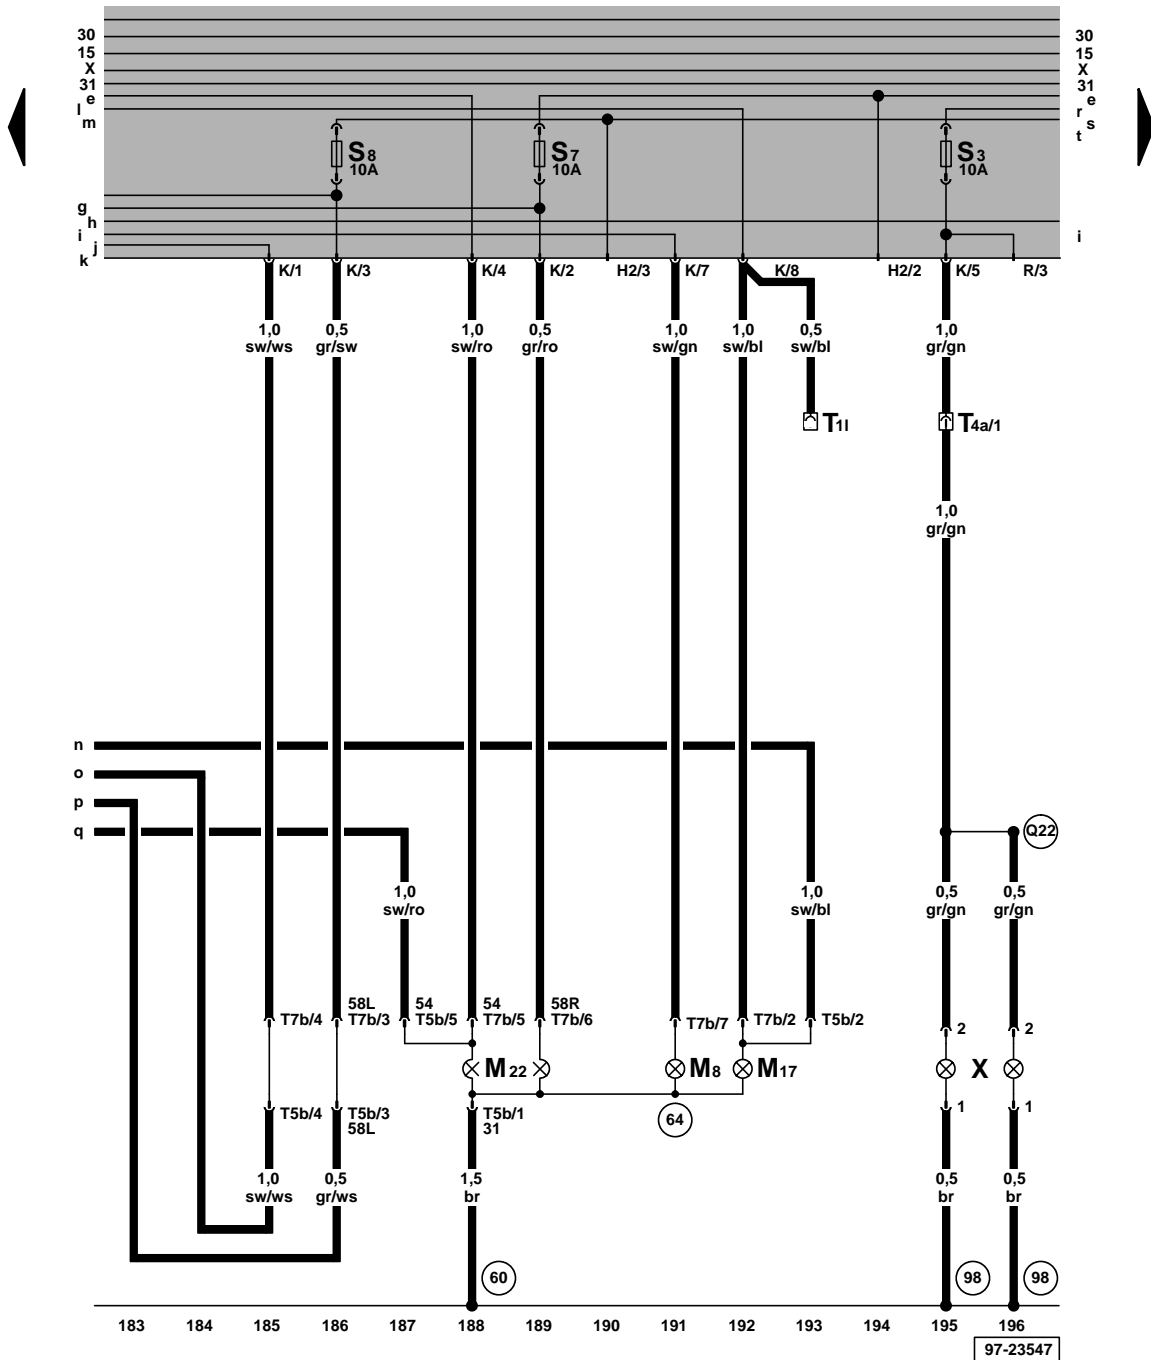 30 30
15 15
X X
31 31
e e
l r
m s
t
S8 S7 S3
10A 10A 10A
g
h
i i
j
k
K/1 K/3 K/4 K/2 H2/3 K/7 K/8 H2/2 K/5 R/3
1,0 0,5 1,0 0,5 1,0 1,0 0,5 1,0
sw/ws gr/sw sw/ro gr/ro sw/gn sw/bl sw/bl gr/gn
T1l T4a/1
1,0
gr/gn
n
o
p
q
Q22
1,0 1,0 0,5 0,5
sw/ro sw/bl gr/gn gr/gn
58L 54 54 58R
T7b/4 T7b/3 T5b/5 T7b/5 T7b/6 T7b/7 T7b/2 T5b/2
2 2
M22 M8 M17 X
T5b/4 T5b/3 T5b/1 64 1 1
58L 31
1,0 0,5 1,5 0,5 0,5
sw/ws gr/ws br br br
60 98 98
183 184 185 186 187 188 189 190 191 192 193 194 195 196
97-23547